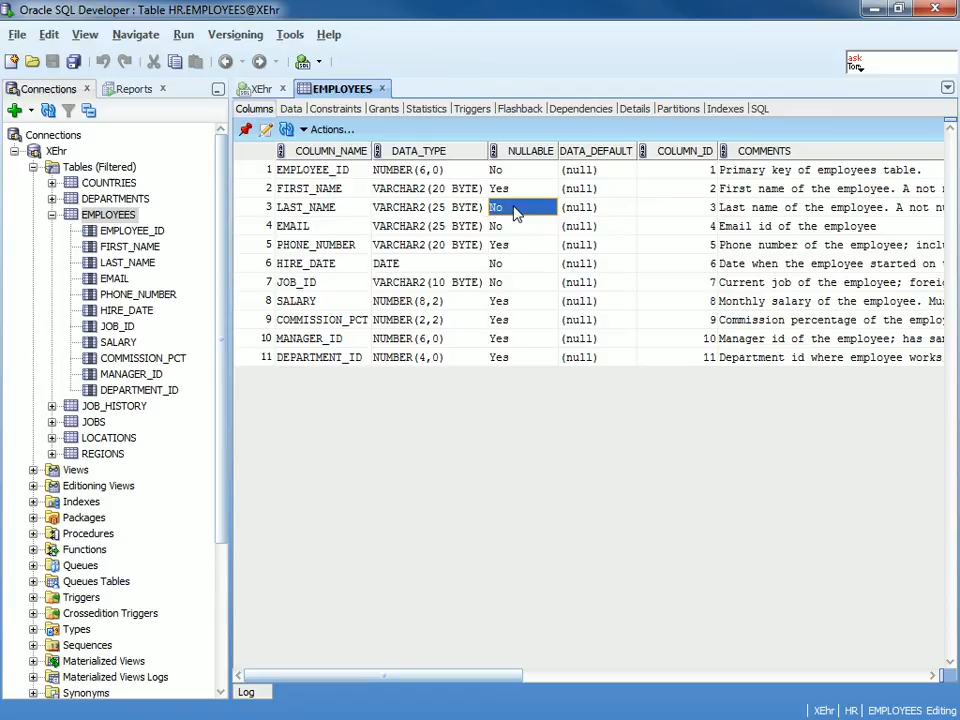 Oracle SQL Developer : Table HR.EMPLOYEES@XEhr
File Edit View Navigate Run Versioning Tools Help
ask
Tom
Connections Reports XEhr EMPLOYEES
Columns Data Constraints Grants Statistics Triggers Flashback Dependencies Details Partitions Indexes SQL
Actions...
COLUMN_NAME DATA_TYPE NULLABLE DATA_DEFAULT COLUMN_ID COMMENTS
1 EMPLOYEE_ID NUMBER(6,0) No (null) 1 Primary key of employees table.
2 FIRST_NAME VARCHAR2(20 BYTE) Yes (null) 2 First name of the employee. A not
3 LAST_NAME VARCHAR2(25 BYTE) No (null) 3 Last name of the employee. A not
4 EMAIL VARCHAR2(25 BYTE) No (null) 4 Email id of the employee
5 PHONE_NUMBER VARCHAR2(20 BYTE) Yes (null) 5 Phone number of the employee; inclu
6 HIRE_DATE DATE No (null) 6 Date when the employee started on
7 JOB_ID VARCHAR2(10 BYTE) No (null) 7 Current job of the employee; foreig
8 SALARY NUMBER(8,2) Yes (null) 8 Monthly salary of the employee. Mus
9 COMMISSION_PCT NUMBER(2,2) Yes (null) 9 Commission percentage of the employ
10 MANAGER_ID NUMBER(6,0) Yes (null) 10 Manager id of the employee; has sam
11 DEPARTMENT_ID NUMBER(4,0) Yes (null) 11 Department id where employee works
Connections
XEhr
Tables (Filtered)
COUNTRIES
DEPARTMENTS
EMPLOYEES
EMPLOYEE_ID
FIRST_NAME
LAST_NAME
EMAIL
PHONE_NUMBER
HIRE_DATE
JOB_ID
SALARY
COMMISSION_PCT
MANAGER_ID
DEPARTMENT_ID
JOB_HISTORY
JOBS
LOCATIONS
REGIONS
Views
Editioning Views
Indexes
Packages
Procedures
Functions
Queues
Queues Tables
Triggers
Crossedition Triggers
Types
Sequences
Materialized Views
Materialized Views Logs
Synonyms
Log
XEhr HR EMPLOYEES Editing